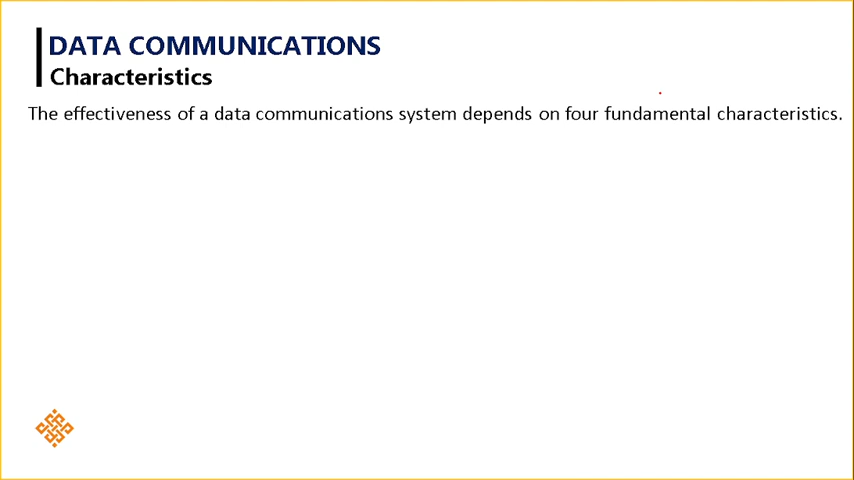 DATA COMMUNICATIONS
Characteristics
The effectiveness of a data communications system depends on four fundamental characteristics.